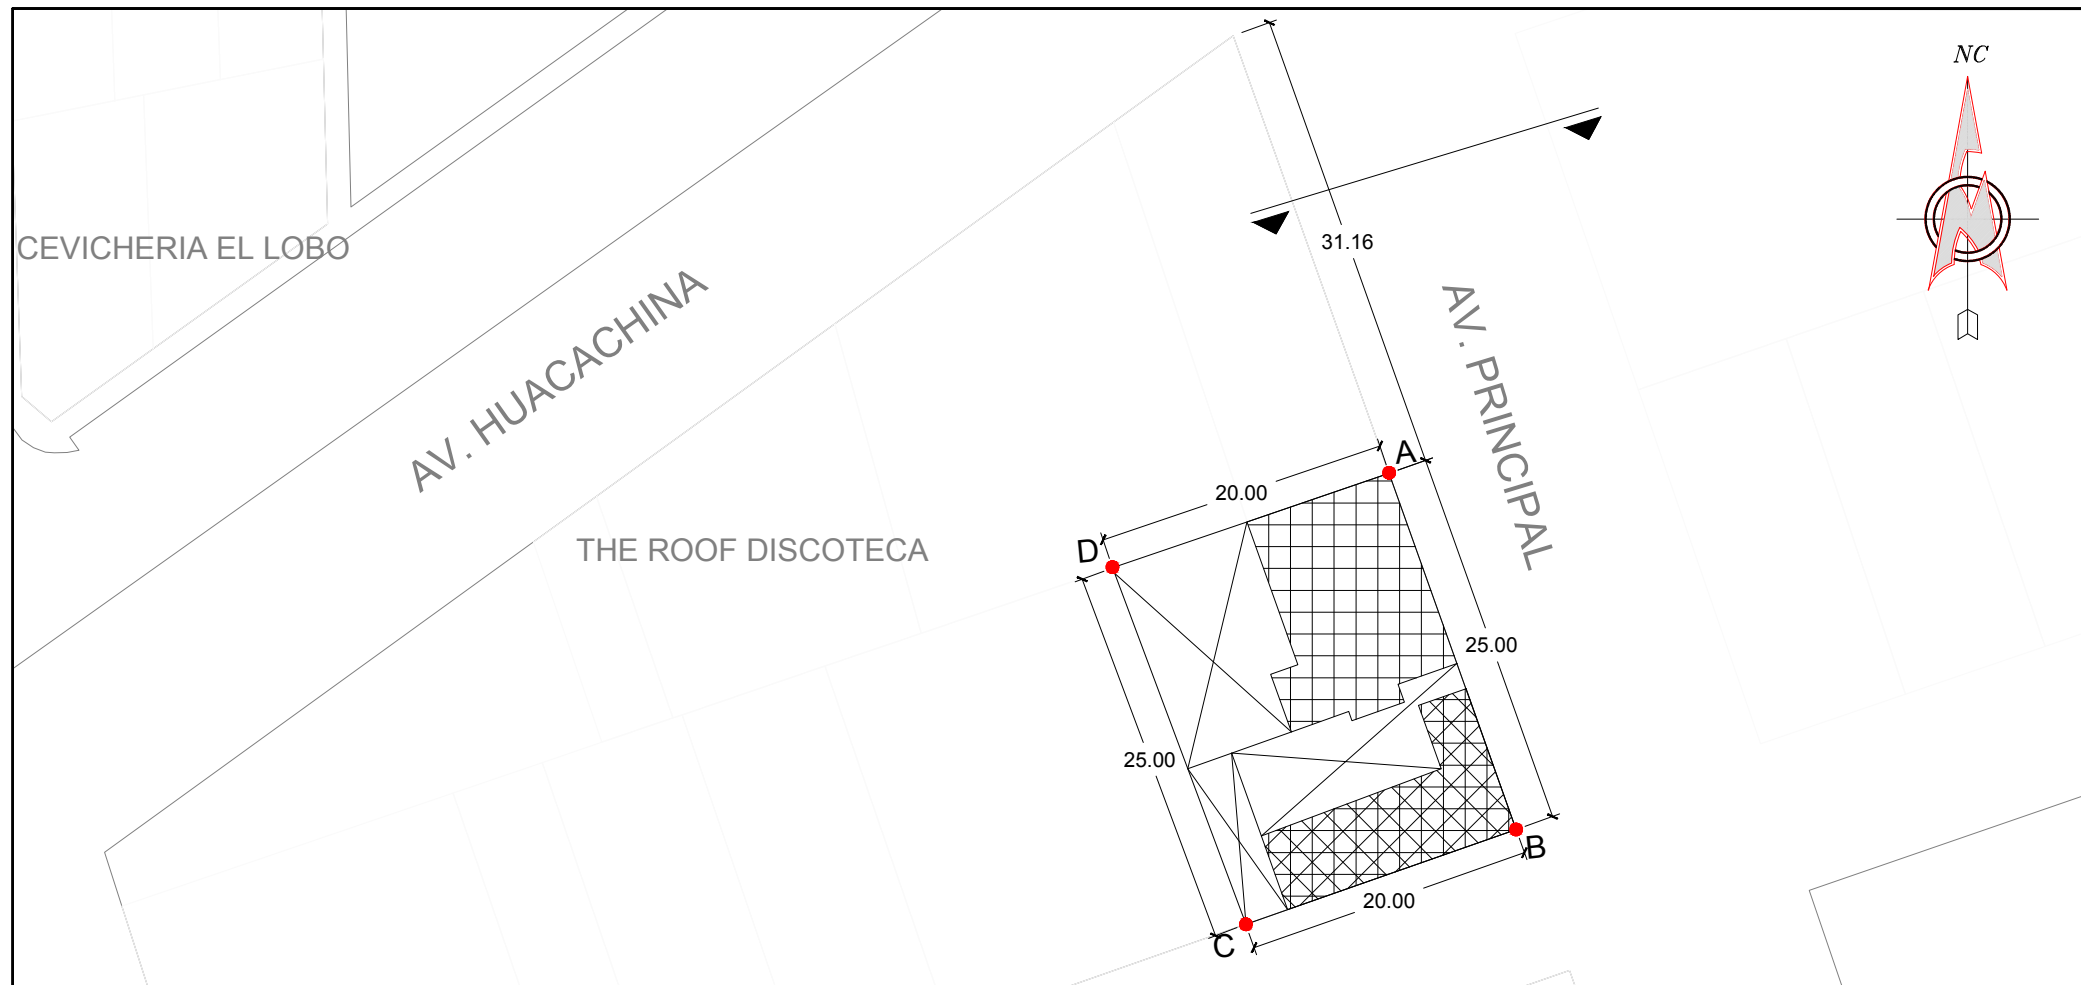 NC
CEVICHERIA EL LOBO
31.16
AV. HUACACHINA
AV. PRINCIPAL
A
20.00
D
THE ROOF DISCOTECA
25.00
25.00
B
20.00
C